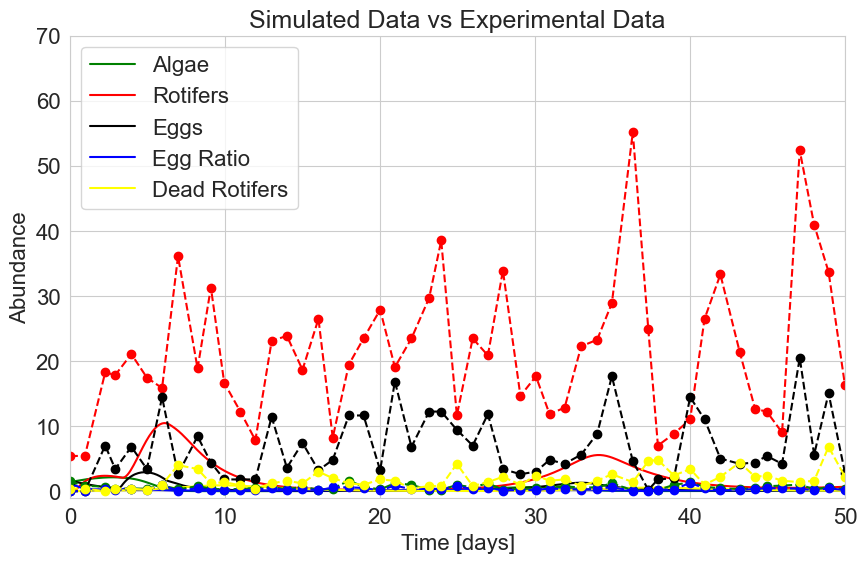 Simulated Data vs Experimental Data
70
60
50
40
30
20
10
0
Abundance
Algae
Rotifers
Eggs
Egg Ratio
Dead Rotifers
0 10 20 30 40 50
Time [days]